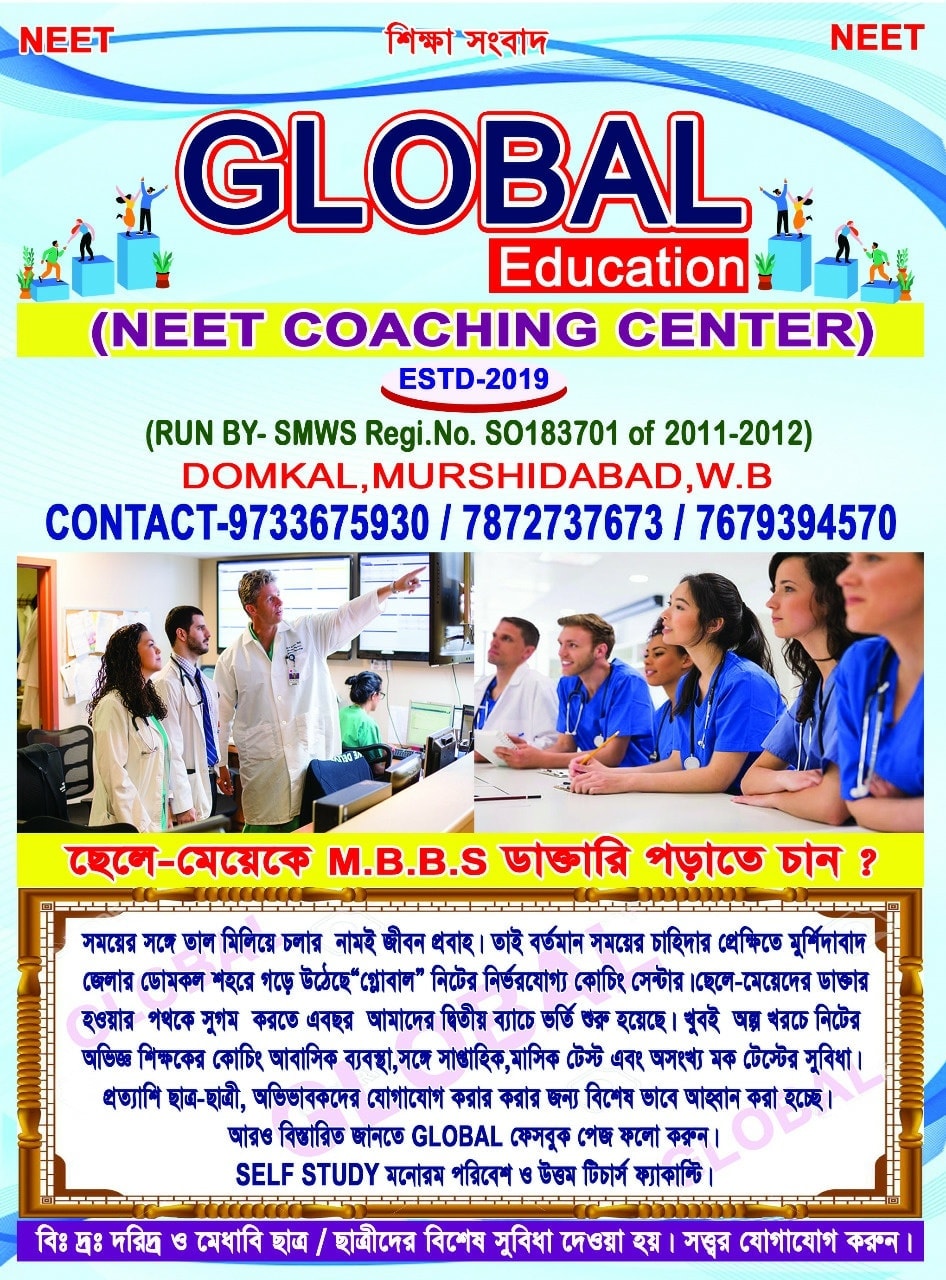 NEET শিক্ষা সংবাদ NEET
GLOBAL
Education
(NEET COACHING CENTER)
ESTD-2019
(RUN BY- SMWS Regi.No. SO183701 of 2011-2012)
DOMKAL,MURSHIDABAD,W.B
CONTACT-9733675930 / 7872737673 / 7679394570
ছেলে-মেয়েকে M.B.B.S ডাক্তারি পড়াতে চান ?
সময়ের সঙ্গে তাল মিলিয়ে চলার নামই জীবন প্রবাহ। তাই বর্তমান সময়ের চাহিদার প্রেক্ষিতে মুর্শিদাবাদ
জেলার ডোমকল শহরে গড়ে উঠেছে“গ্লোবাল” নিটের নির্ভরযোগ্য কোচিং সেন্টার।ছেলে-মেয়েদের ডাক্তার
হওয়ার পথকে সুগম করতে এবছর আমাদের দ্বিতীয় ব্যাচে ভর্তি শুরু হয়েছে। খুবই অল্প খরচে নিটের
অভিজ্ঞ শিক্ষকের কোচিং আবাসিক ব্যবস্থা,সঙ্গে সাপ্তাহিক,মাসিক টেস্ট এবং অসংখ্য মক টেস্টের সুবিধা।
প্রত্যাশি ছাত্র-ছাত্রী, অভিভাবকদের যোগাযোগ করার করার জন্য বিশেষ ভাবে আহ্বান করা হচ্ছে।
আরও বিস্তারিত জানতে GLOBAL ফেসবুক পেজ ফলো করুন।
SELF STUDY মনোরম পরিবেশ ও উত্তম টিচার্স ফ্যাকাল্টি।
GLOBAL
GLOBAL
GLOBAL
বিঃ দ্রঃ দরিদ্র ও মেধাবি ছাত্র / ছাত্রীদের বিশেষ সুবিধা দেওয়া হয়। সত্ত্বর যোগাযোগ করুন।